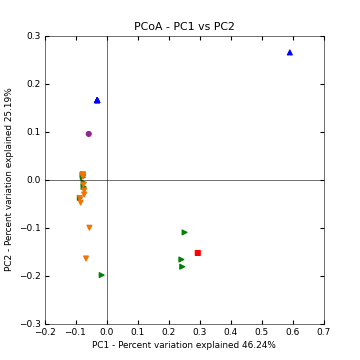 PCoA - PC1 vs PC2
PC2 - Percent variation explained 25.19%
0.3
0.2
0.1
0.0
−0.1
−0.2
−0.3
−0.2 −0.1 0.0 0.1 0.2 0.3 0.4 0.5 0.6 0.7
PC1 - Percent variation explained 46.24%